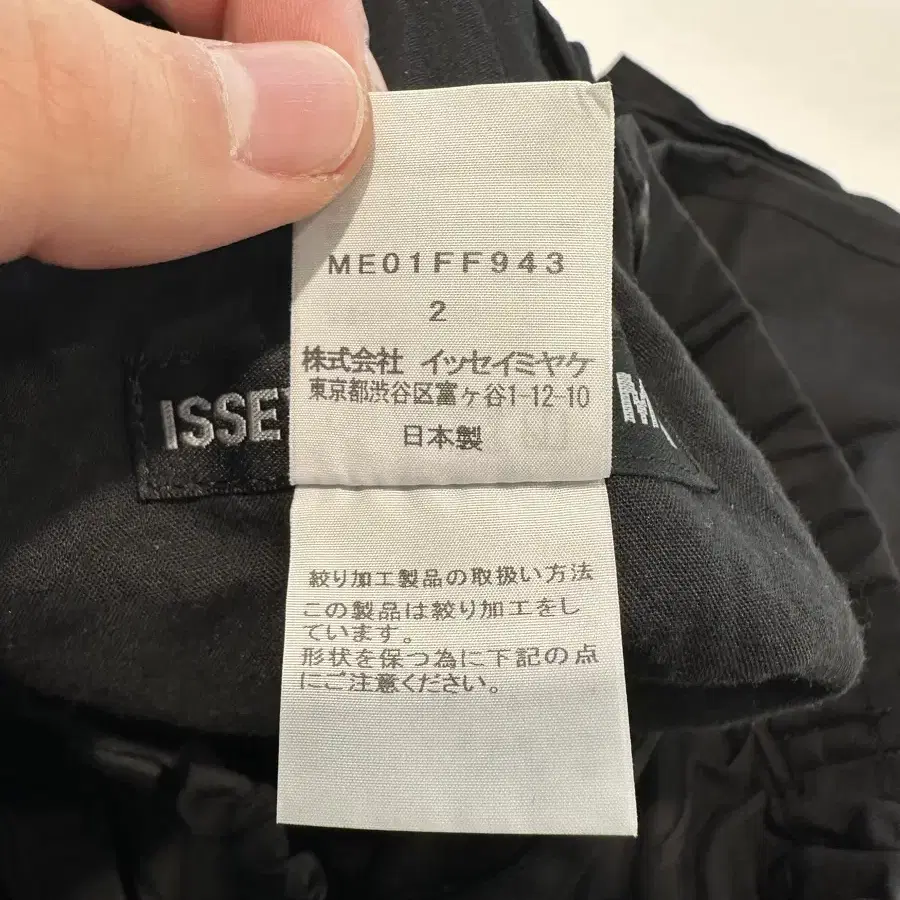 ME01FF943
2
株式会社 イッセイミヤケ
東京都渋谷区富ヶ谷1-12-10
日本製
ISSEY
絞り加工製品の取扱い方法
この製品は絞り加工をし
ています。
形状を保つ為に下記の点
にご注意ください。